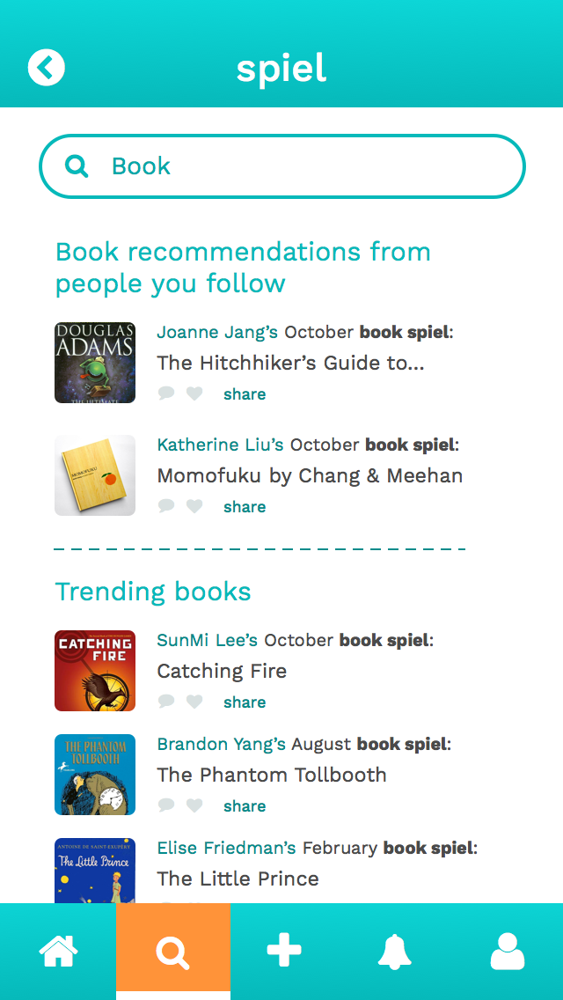 spiel
Book
Book recommendations from
people you follow
DOUGLAS
ADAMS
THE ULTIMATE
Joanne Jang’s October book spiel:
The Hitchhiker’s Guide to...
share
MOMOFUKU
Katherine Liu’s October book spiel:
Momofuku by Chang & Meehan
share
Trending books
CATCHING
FIRE
SunMi Lee’s October book spiel:
Catching Fire
share
THE PHANTOM
TOLLBOOTH
Brandon Yang’s August book spiel:
The Phantom Tollbooth
share
ANTOINE DE SAINT-EXUPÉRY
The Little Prince
Elise Friedman’s February book spiel:
The Little Prince